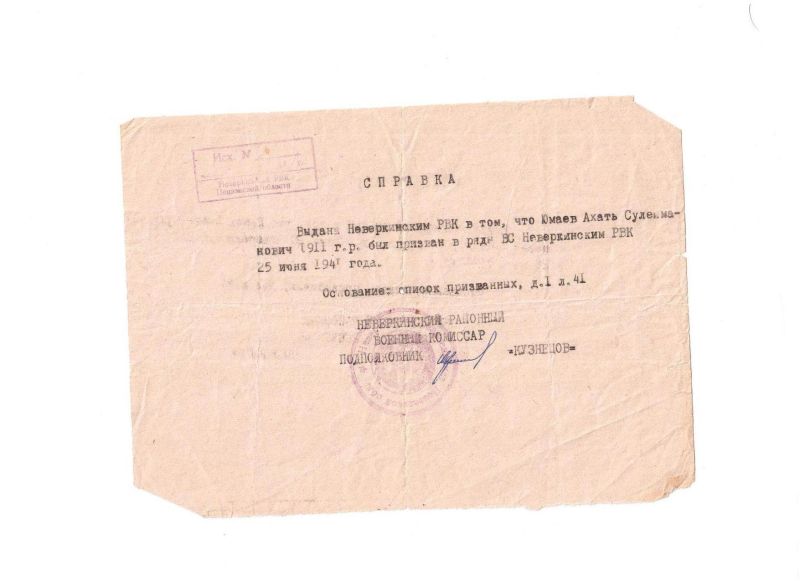 Исх. №
Неверкинский РВК
Пензенской области
СПРАВКА
Выдана Неверкинским РВК в том, что Юмаев Ахать Сулейма-
нович 1911 г.р. был призван в ряды ВС Неверкинским РВК
25 июня 1941 года.
Основание: список призванных, д.I л.41
НЕВЕРКИНСКИЙ РАЙОННЫЙ
ВОЕННЫЙ КОМИССАР
ПОДПОЛКОВНИК =КУЗНЕЦОВ=